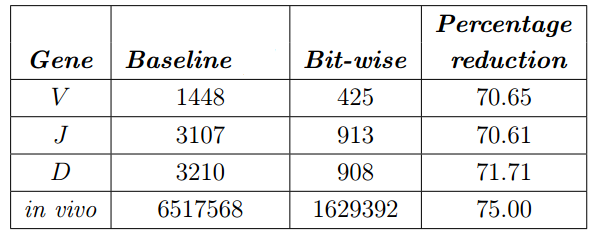 Percentage
Gene Baseline Bit-wise reduction
V 1448 425 70.65
J 3107 913 70.61
D 3210 908 71.71
in vivo 6517568 1629392 75.00